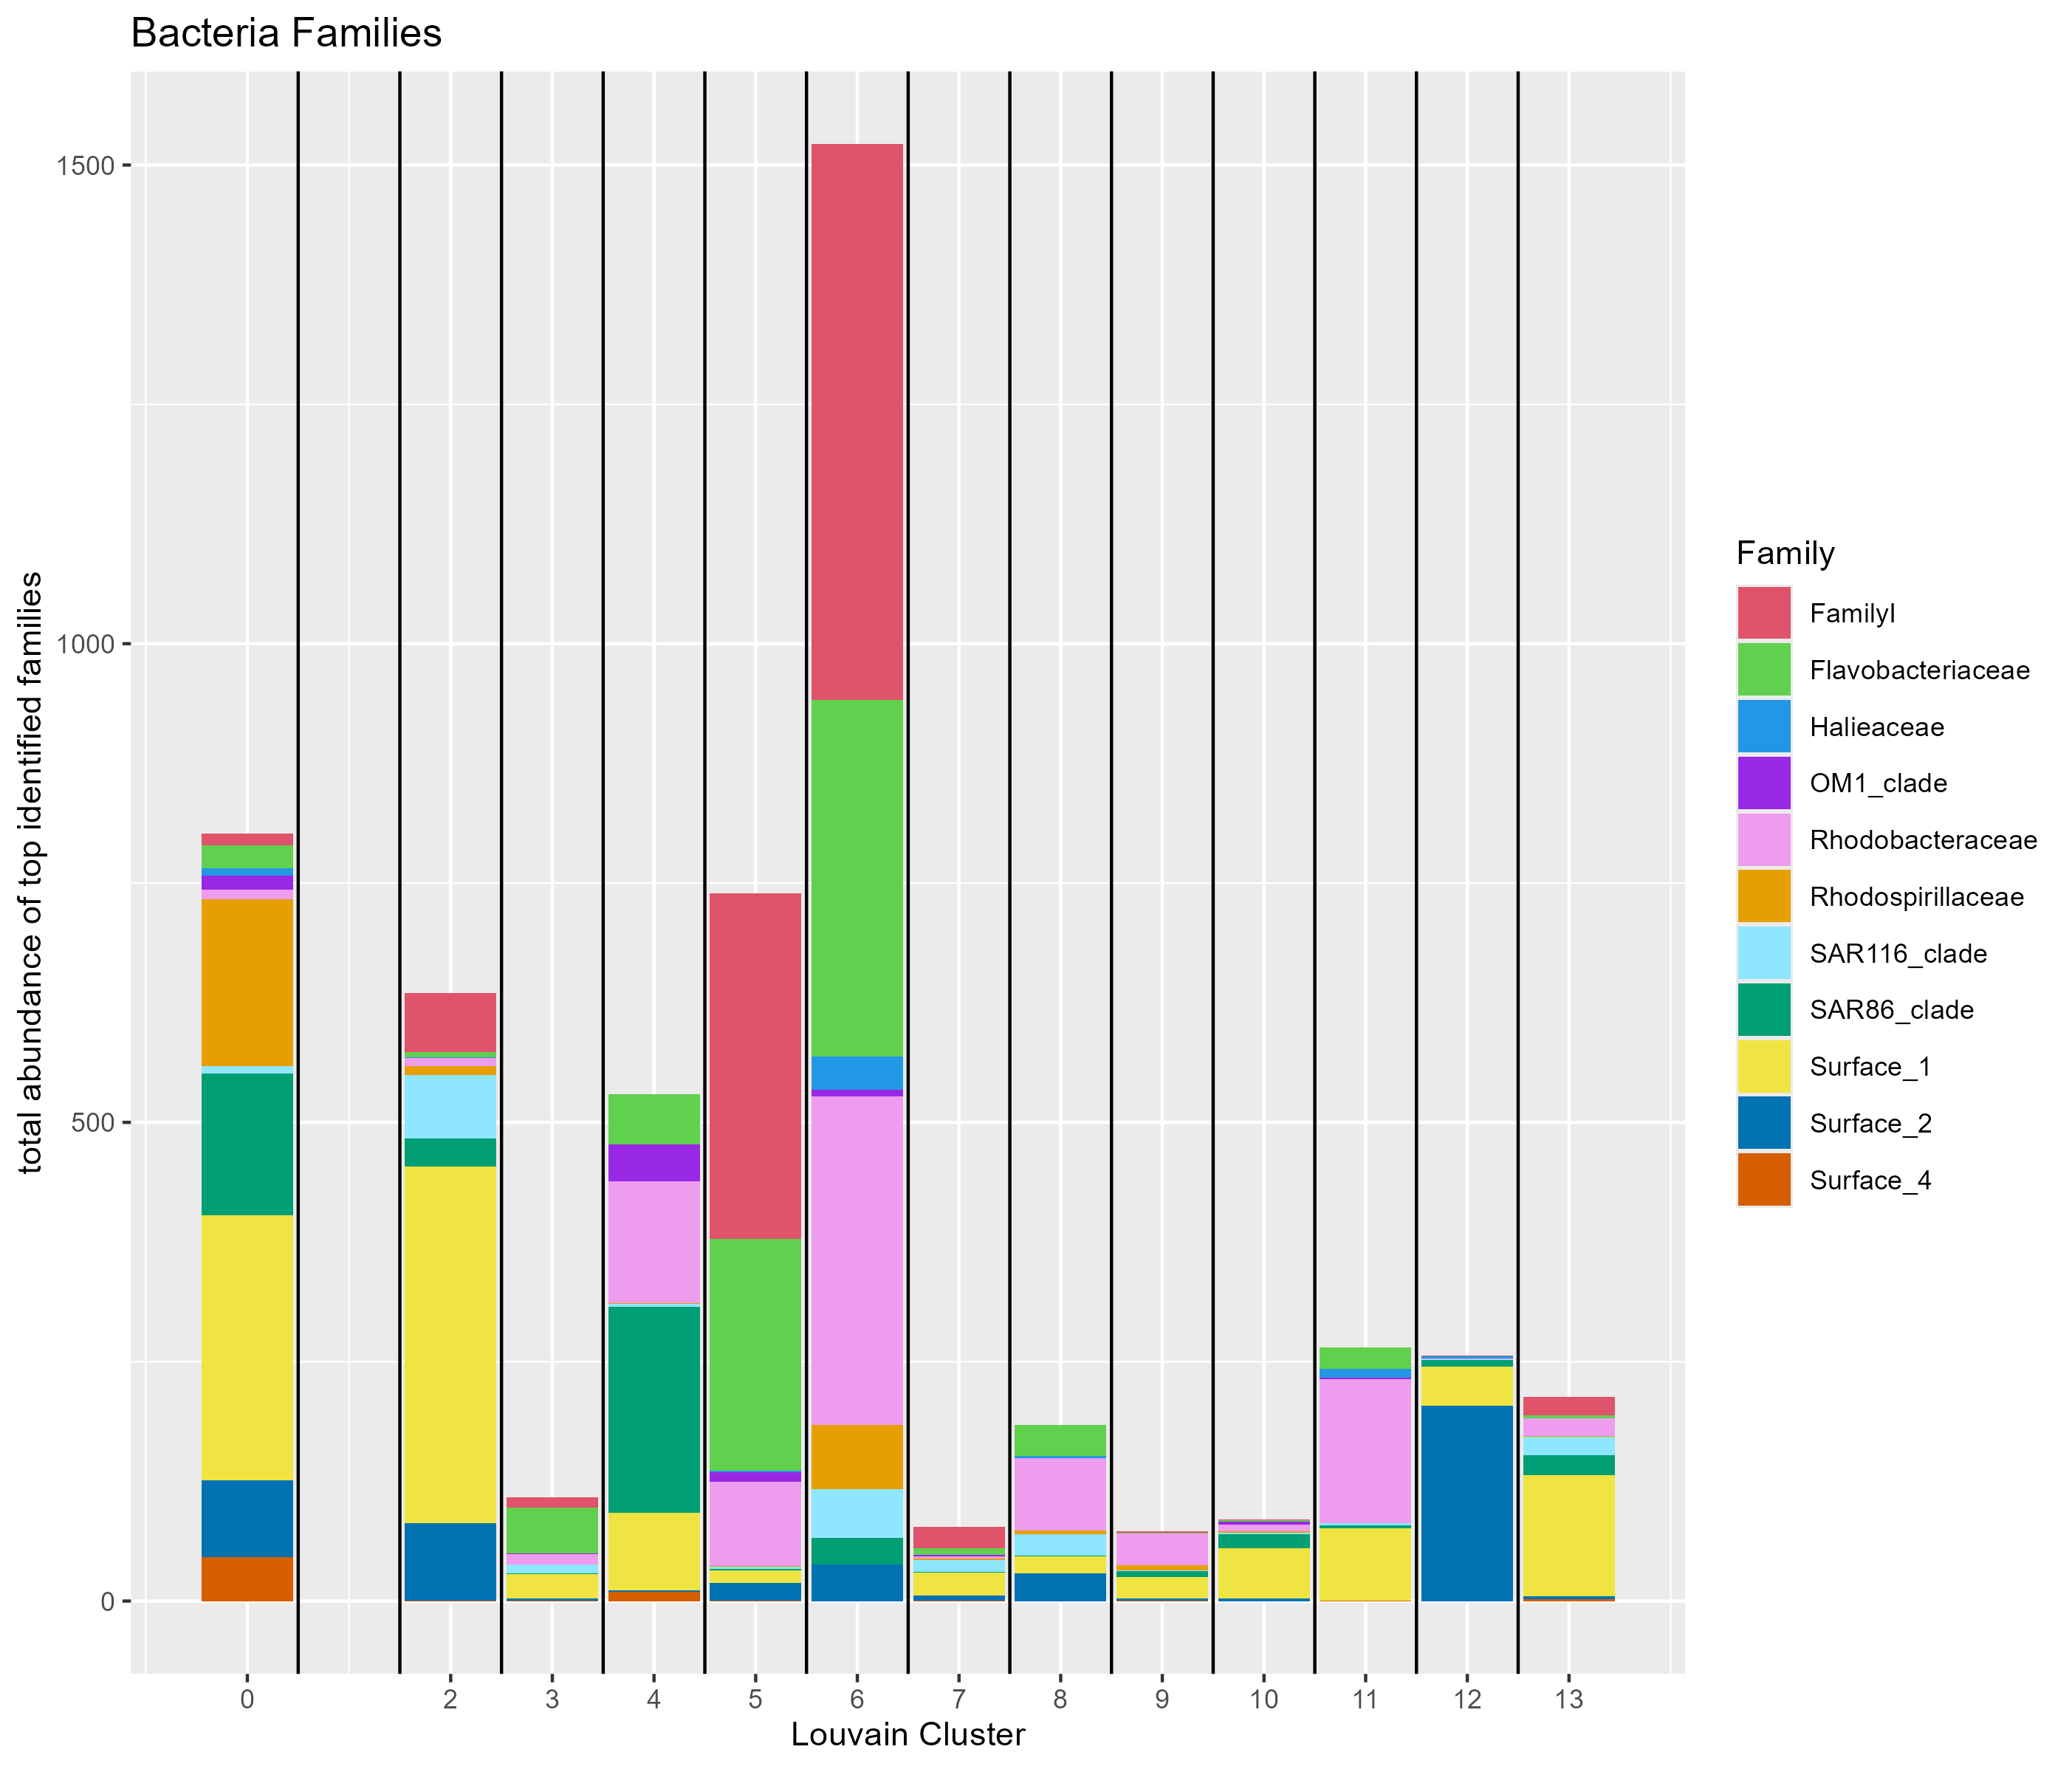 Bacteria Families
total abundance of top identified families
1500
1000
500
0
0 2 3 4 5 6 7 8 9 10 11 12 13
Louvain Cluster
Family
FamilyI
Flavobacteriaceae
Halieaceae
OM1_clade
Rhodobacteraceae
Rhodospirillaceae
SAR116_clade
SAR86_clade
Surface_1
Surface_2
Surface_4